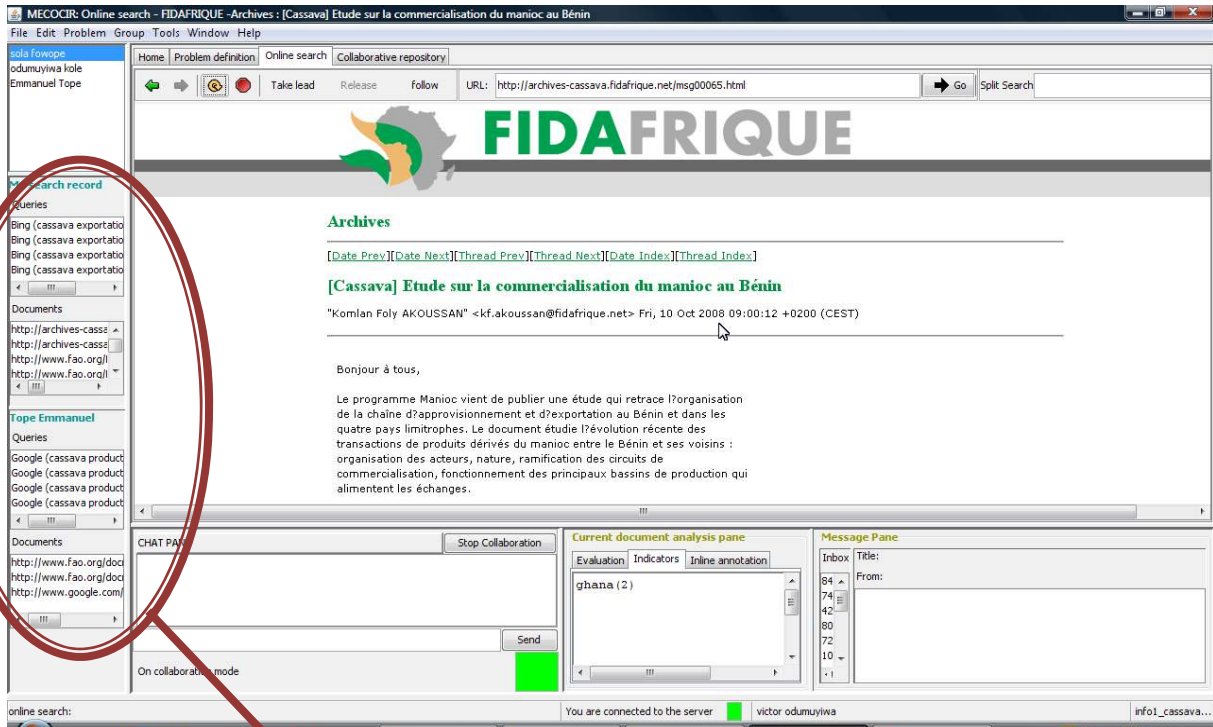 MECOCIR: Online search - FIDAFRIQUE -Archives : [Cassava] Etude sur la commercialisation du manioc au Bénin
File Edit Problem Group Tools Window Help
sola fowope
odumuyiwa kole
Emmanuel Tope
Home Problem definition Online search Collaborative repository
Take lead Release follow URL: http://archives-cassava.fidafrique.net/msg00065.html Go Split Search
FIDAFRIQUE
search record
Queries
Bing (cassava exportatio
Bing (cassava exportatio
Bing (cassava exportatio
Bing (cassava exportatio
Documents
http://archives-cassa
http://archives-cassa
http://www.fao.org/l
http://www.fao.org/l
Tope Emmanuel
Queries
Google (cassava product
Google (cassava product
Google (cassava product
Google (cassava product
Documents
http://www.fao.org/doc
http://www.fao.org/doc
http://www.google.com/
Archives
[Date Prev][Date Next][Thread Prev][Thread Next][Date Index][Thread Index]
[Cassava] Etude sur la commercialisation du manioc au Bénin
"Komlan Foly AKOUSSAN" <kf.akoussan@fidafrique.net> Fri, 10 Oct 2008 09:00:12 +0200 (CEST)
Bonjour à tous,
Le programme Manioc vient de publier une étude qui retrace l?organisation
de la chaîne d?approvisionnement et d?exportation au Bénin et dans les
quatre pays limitrophes. Le document étudie l?évolution récente des
transactions de produits dérivés du manioc entre le Bénin et ses voisins :
organisation des acteurs, nature, ramification des circuits de
commercialisation, fonctionnement des principaux bassins de production qui
alimentent les échanges.
CHAT PAN Stop Collaboration
Send
On collaboration mode
Current document analysis pane
Evaluation Indicators Inline annotation
ghana(2)
Message Pane
Inbox Title:
From:
84
74
42
80
72
10
online search: You are connected to the server victor odumuyiwa info1_cassava...